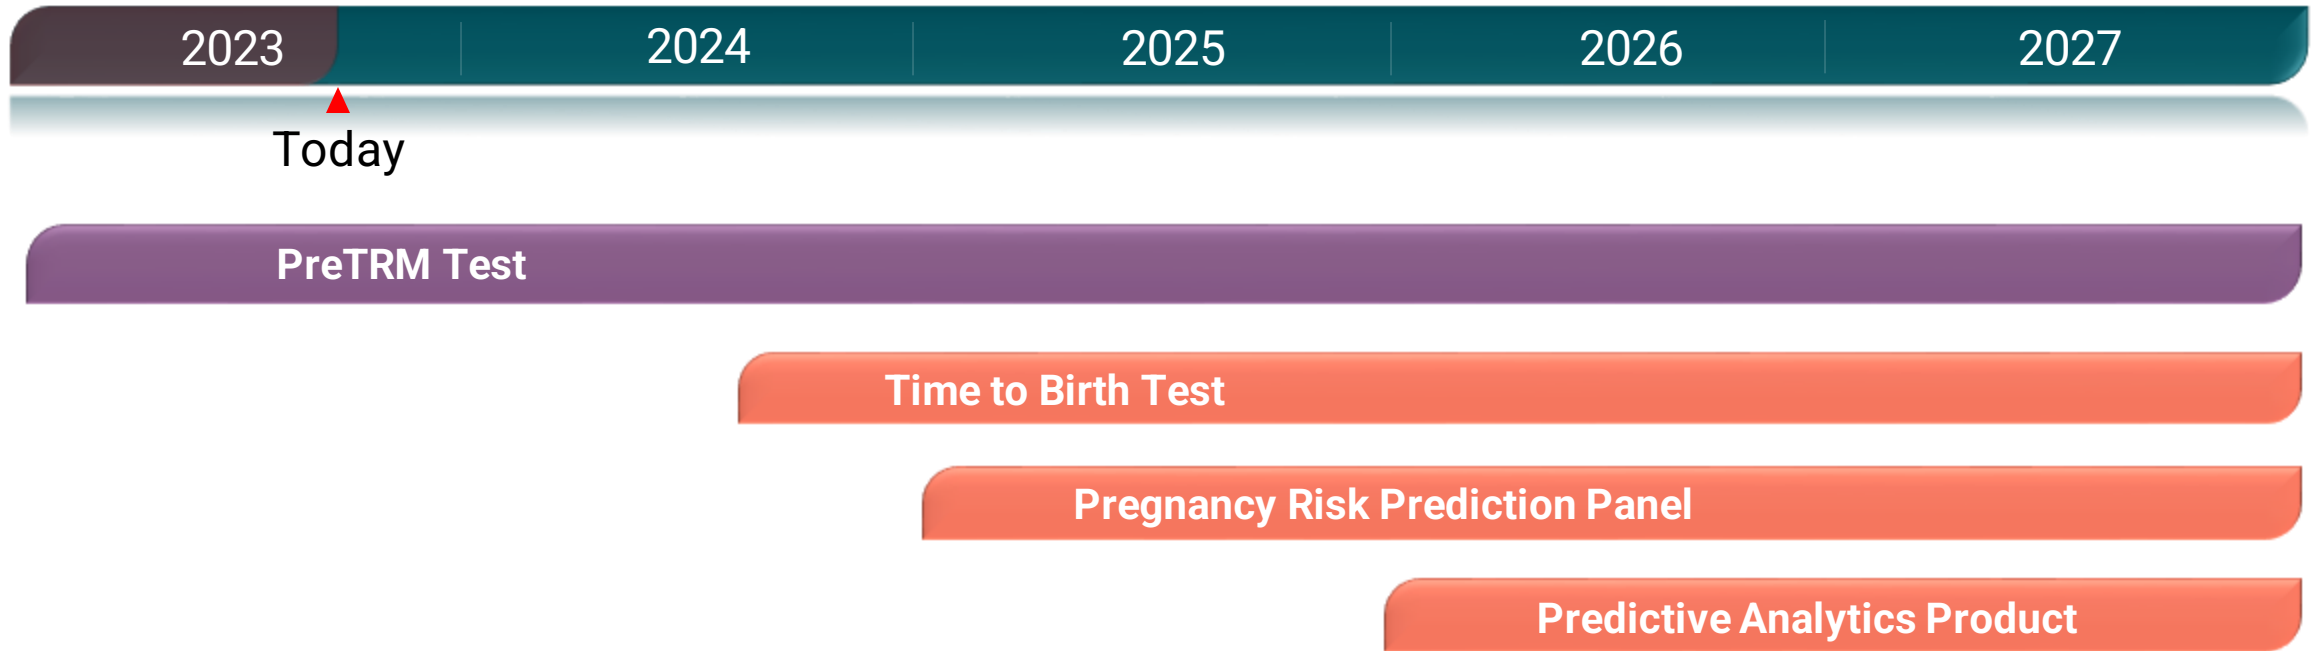 2023 2024 2025 2026 2027
Today
PreTRM Test
Time to Birth Test
Pregnancy Risk Prediction Panel
Predictive Analytics Product